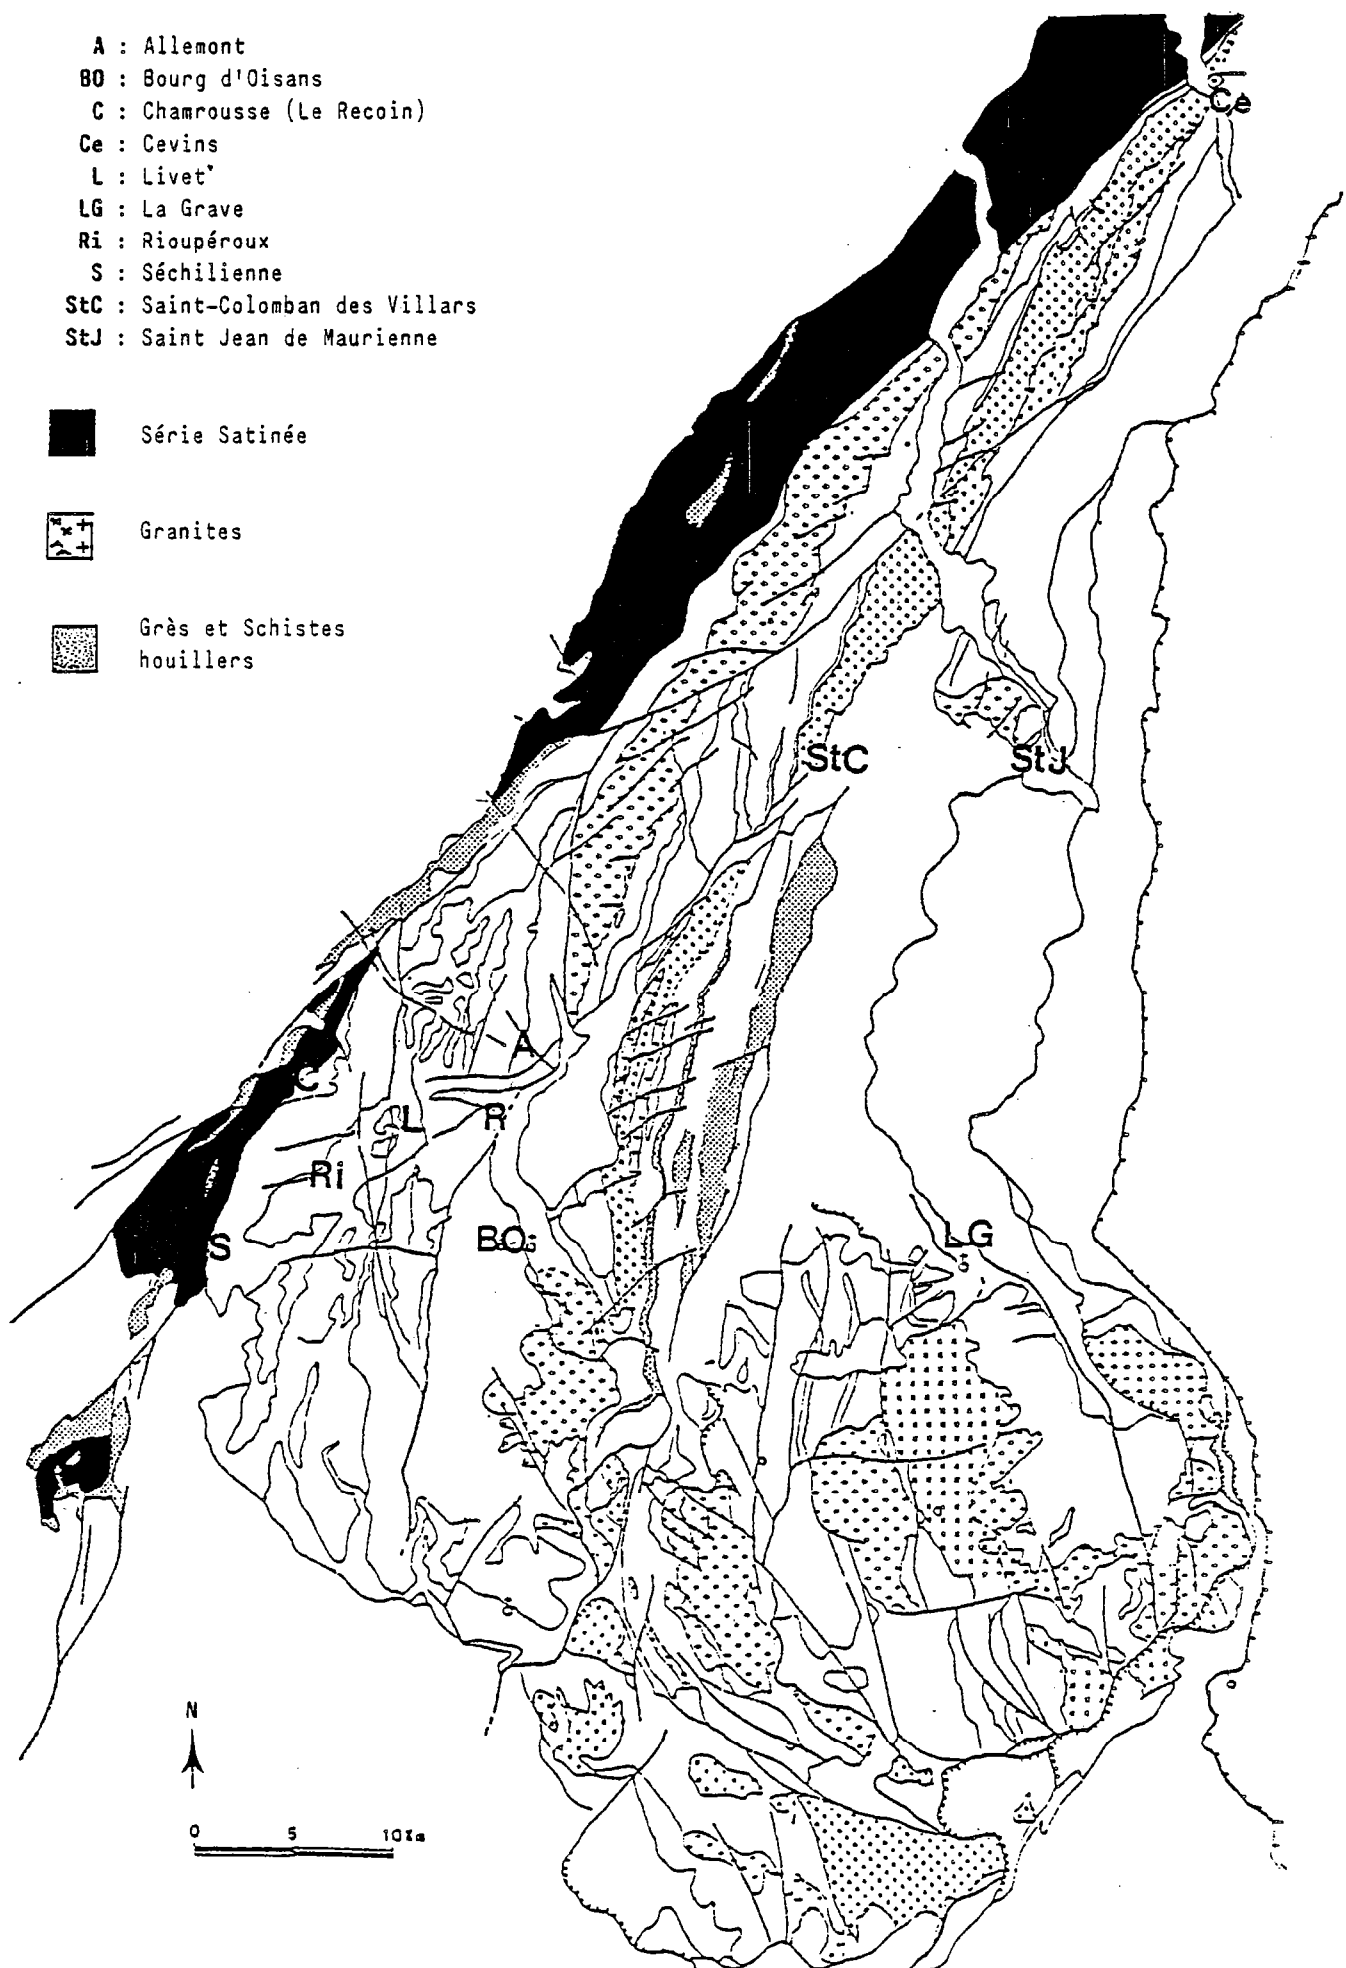 A : Allemont
BO : Bourg d'Oisans
C : Chamrousse (Le Recoin)
Ce : Cevins
L : Livet
LG : La Grave
Ri : Rioupéroux
S : Séchilienne
StC : Saint-Colomban des Villars
StJ : Saint Jean de Maurienne
Série Satinée
Granites
Grès et Schistes
houillers
Ce
StC
StJ
A
C
L
R
Ri
S
BO
LG
N
0 5 10Km